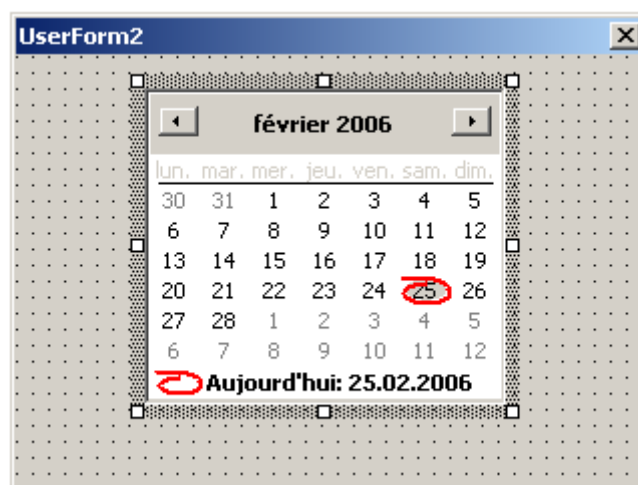 UserForm2
février 2006
lun. mar. mer. jeu. ven. sam. dim.
30 31 1 2 3 4 5
6 7 8 9 10 11 12
13 14 15 16 17 18 19
20 21 22 23 24 25 26
27 28 1 2 3 4 5
6 7 8 9 10 11 12
Aujourd'hui: 25.02.2006